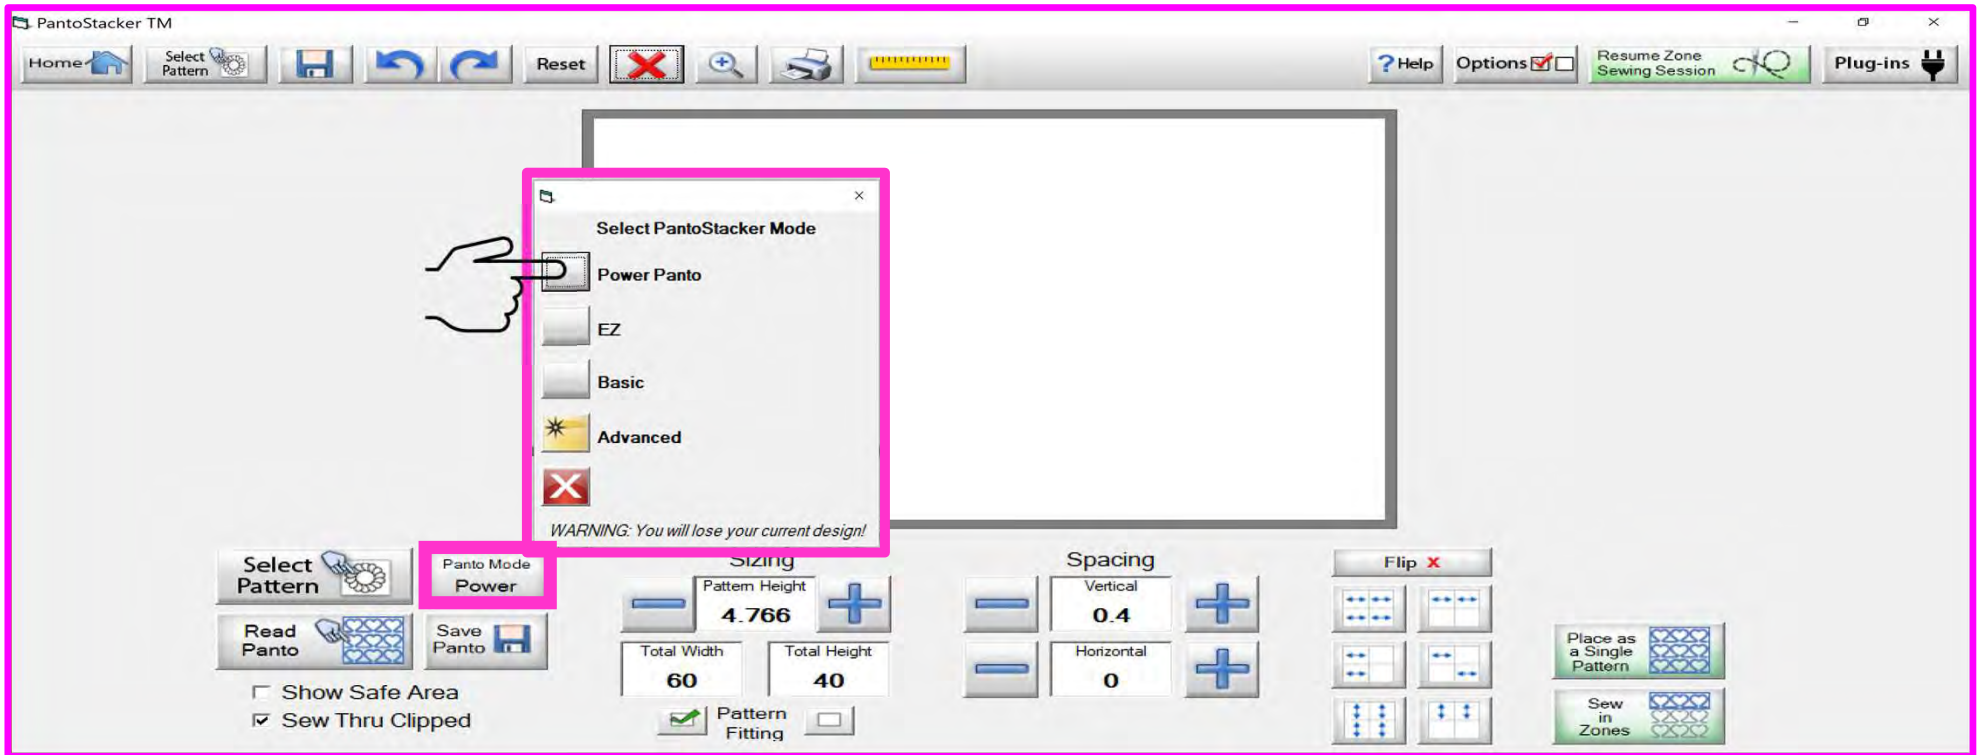 PantoStacker TM
Home
Select
Pattern
Reset
? Help
Options
Resume Zone
Sewing Session
Plug-ins
Select PantoStacker Mode
Power Panto
EZ
Basic
Advanced
WARNING: You will lose your current design!
Select
Pattern
Panto Mode
Power
Read
Panto
Save
Panto
Show Safe Area
Sew Thru Clipped
Sizing
Pattern Height
4.766
Total Width
60
Total Height
40
Pattern
Fitting
Spacing
Vertical
0.4
Horizontal
0
Flip X
Place as
a Single
Pattern
Sew
in
Zones